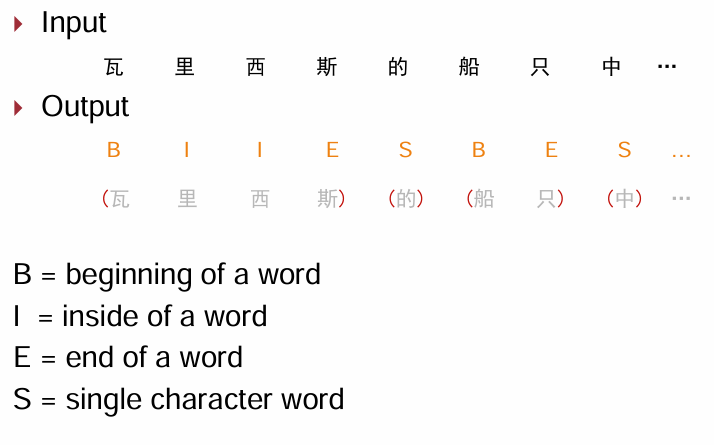 Input
瓦 里 西 斯 的 船 只 中 …
Output
B I I E S B E S …
(瓦 里 西 斯) (的) (船 只) (中) …
B = beginning of a word
I = inside of a word
E = end of a word
S = single character word